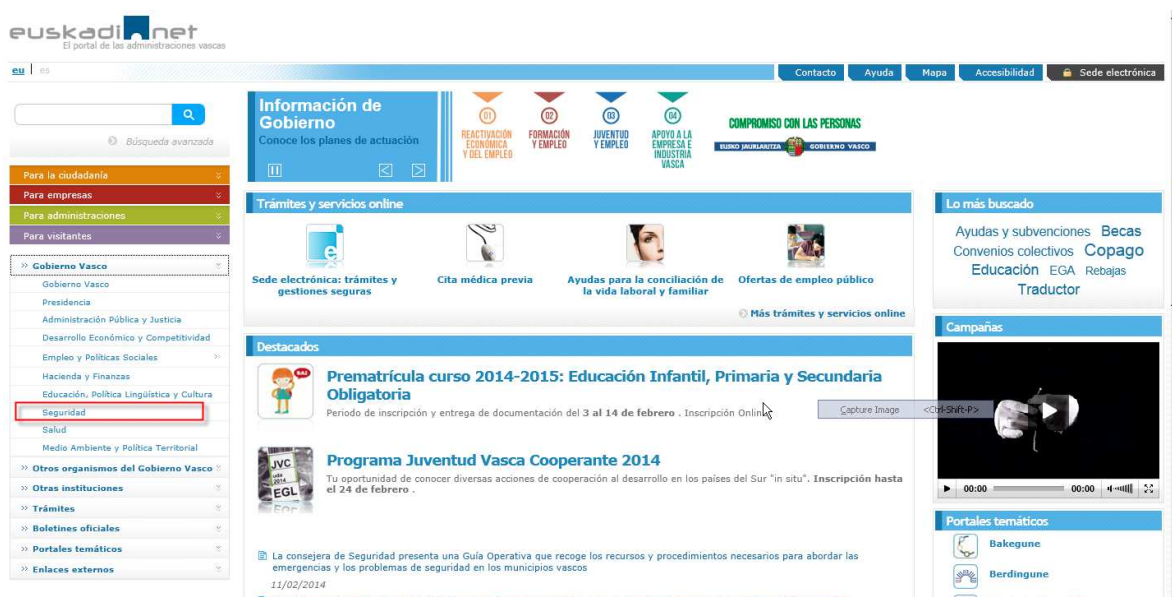 euskadi.net
El portal de las administraciones vascas
eu | es
Contacto
Ayuda
Mapa
Accesibilidad
Sede electrónica
Búsqueda avanzada
Para la ciudadanía
Para empresas
Para administraciones
Para visitantes
» Gobierno Vasco
Gobierno Vasco
Presidencia
Administración Pública y Justicia
Desarrollo Económico y Competitividad
Empleo y Políticas Sociales
Hacienda y Finanzas
Educación, Política Lingüística y Cultura
Seguridad
Salud
Medio Ambiente y Política Territorial
» Otros organismos del Gobierno Vasco
» Otras instituciones
» Trámites
» Boletines oficiales
» Portales temáticos
» Enlaces externos
Información de
Gobierno
Conoce los planes de actuación
01
REACTIVACIÓN
ECONÓMICA
Y DEL EMPLEO
02
FORMACIÓN
Y EMPLEO
03
JUVENTUD
Y EMPLEO
04
APOYO A LA
EMPRESA E
INDUSTRIA
VASCA
COMPROMISO CON LAS PERSONAS
EUSKO JAURLARITZA GOBIERNO VASCO
Trámites y servicios online
Sede electrónica: trámites y
gestiones seguras
Cita médica previa
Ayudas para la conciliación de
la vida laboral y familiar
Ofertas de empleo público
Más trámites y servicios online
Destacados
Prematrícula curso 2014-2015: Educación Infantil, Primaria y Secundaria
Obligatoria
Periodo de inscripción y entrega de documentación del 3 al 14 de febrero . Inscripción Online
Capture Image <Ctrl-Shift-P>
JVC
uda
2014
EGL
Programa Juventud Vasca Cooperante 2014
Tu oportunidad de conocer diversas acciones de cooperación al desarrollo en los países del Sur "in situ". Inscripción hasta
el 24 de febrero .
La consejera de Seguridad presenta una Guía Operativa que recoge los recursos y procedimientos necesarios para abordar las
emergencias y los problemas de seguridad en los municipios vascos
11/02/2014
Lo más buscado
Ayudas y subvenciones Becas
Convenios colectivos Copago
Educación EGA Rebajas
Traductor
Campañas
00:00 00:00
Portales temáticos
Bakegune
Berdingune